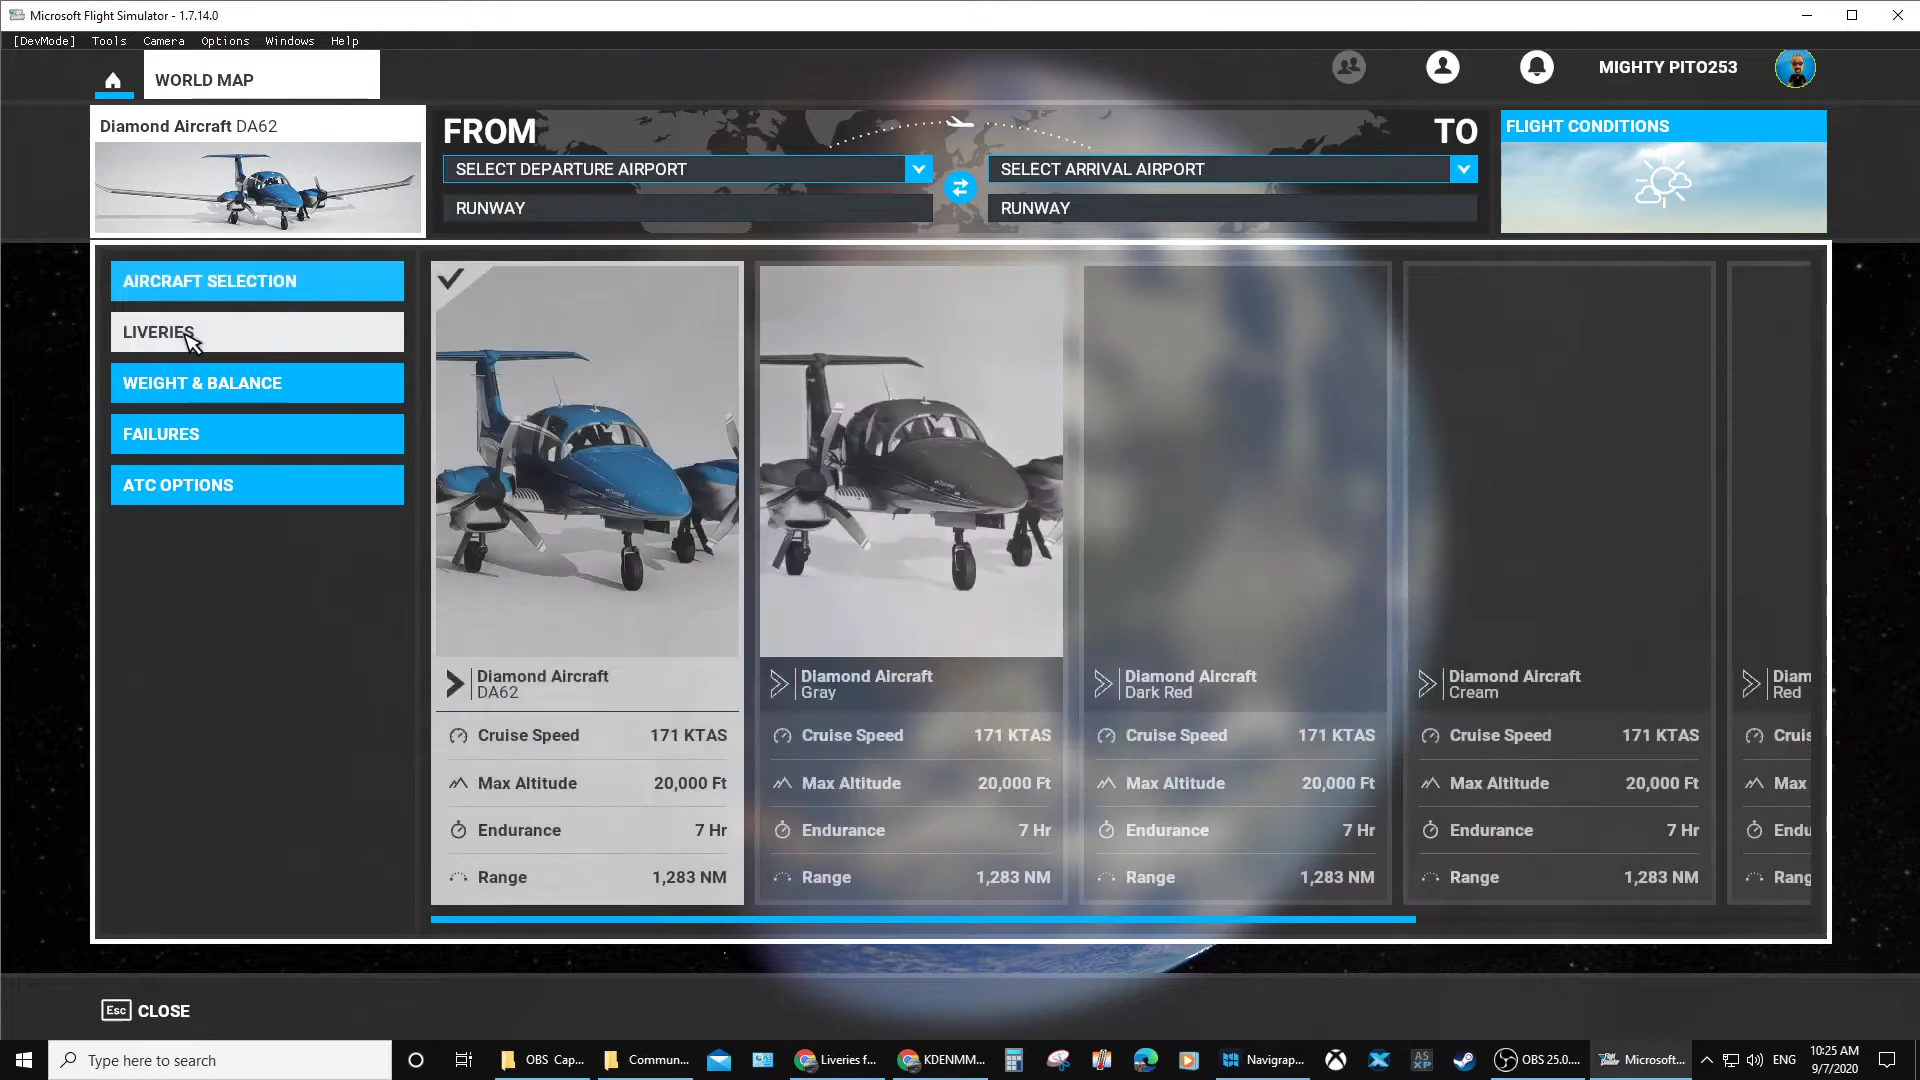 Microsoft Flight Simulator - 1.7.14.0
[DevMode] Tools Camera Options Windows Help
WORLD MAP
MIGHTY PITO253
Diamond Aircraft DA62
FROM
TO
FLIGHT CONDITIONS
SELECT DEPARTURE AIRPORT
SELECT ARRIVAL AIRPORT
RUNWAY
RUNWAY
AIRCRAFT SELECTION
LIVERIES
WEIGHT & BALANCE
FAILURES
ATC OPTIONS
Diamond Aircraft
DA62
Cruise Speed 171 KTAS
Max Altitude 20,000 Ft
Endurance 7 Hr
Range 1,283 NM
Diamond Aircraft
Gray
Cruise Speed 171 KTAS
Max Altitude 20,000 Ft
Endurance 7 Hr
Range 1,283 NM
Diamond Aircraft
Dark Red
Cruise Speed 171 KTAS
Max Altitude 20,000 Ft
Endurance 7 Hr
Range 1,283 NM
Diamond Aircraft
Cream
Cruise Speed 171 KTAS
Max Altitude 20,000 Ft
Endurance 7 Hr
Range 1,283 NM
Diam
Red
Cruis
Max
Endu
Rang
Esc CLOSE
Type here to search
OBS Cap...
Commun...
Liveries f...
KDENMM...
Navigrap...
AS
XP
OBS 25.0....
Microsoft...
ENG
10:25 AM
9/7/2020